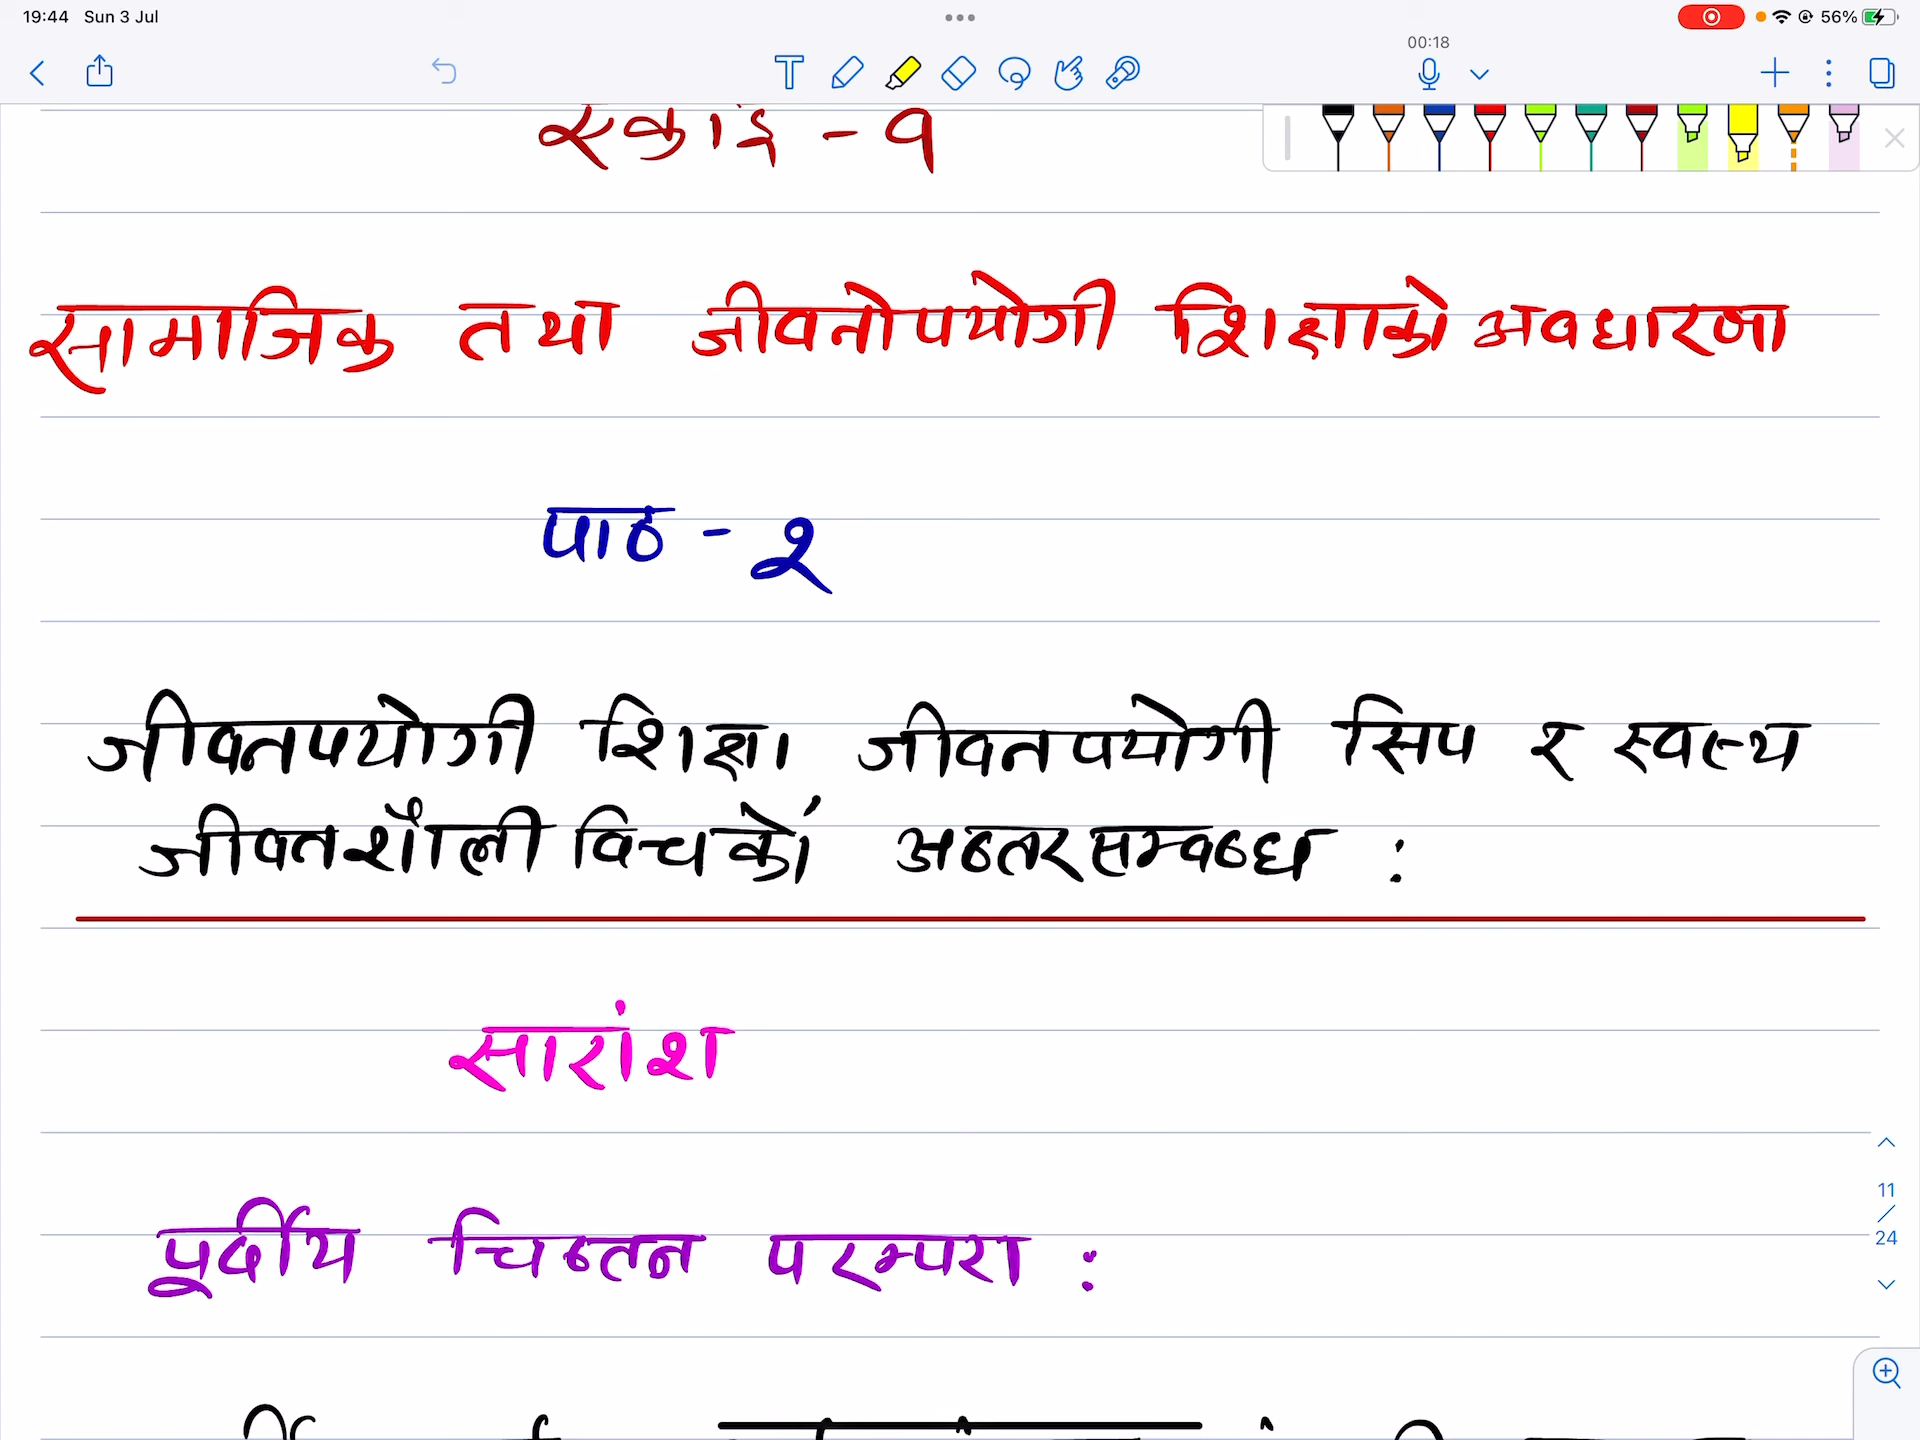 19:44 Sun 3 Jul
56%
00:18
एकाइ - १
सामाजिक तथा जीवनोपयोगी शिक्षाको अवधारणा
पाठ - २
जीवनपयोगी शिक्षा जीवनपयोगी सिप र स्वस्थ
जीवनशैली विचको अन्तरसम्बन्ध :
सारांश
पूर्वीय चिन्तन परम्परा :
11
/
24